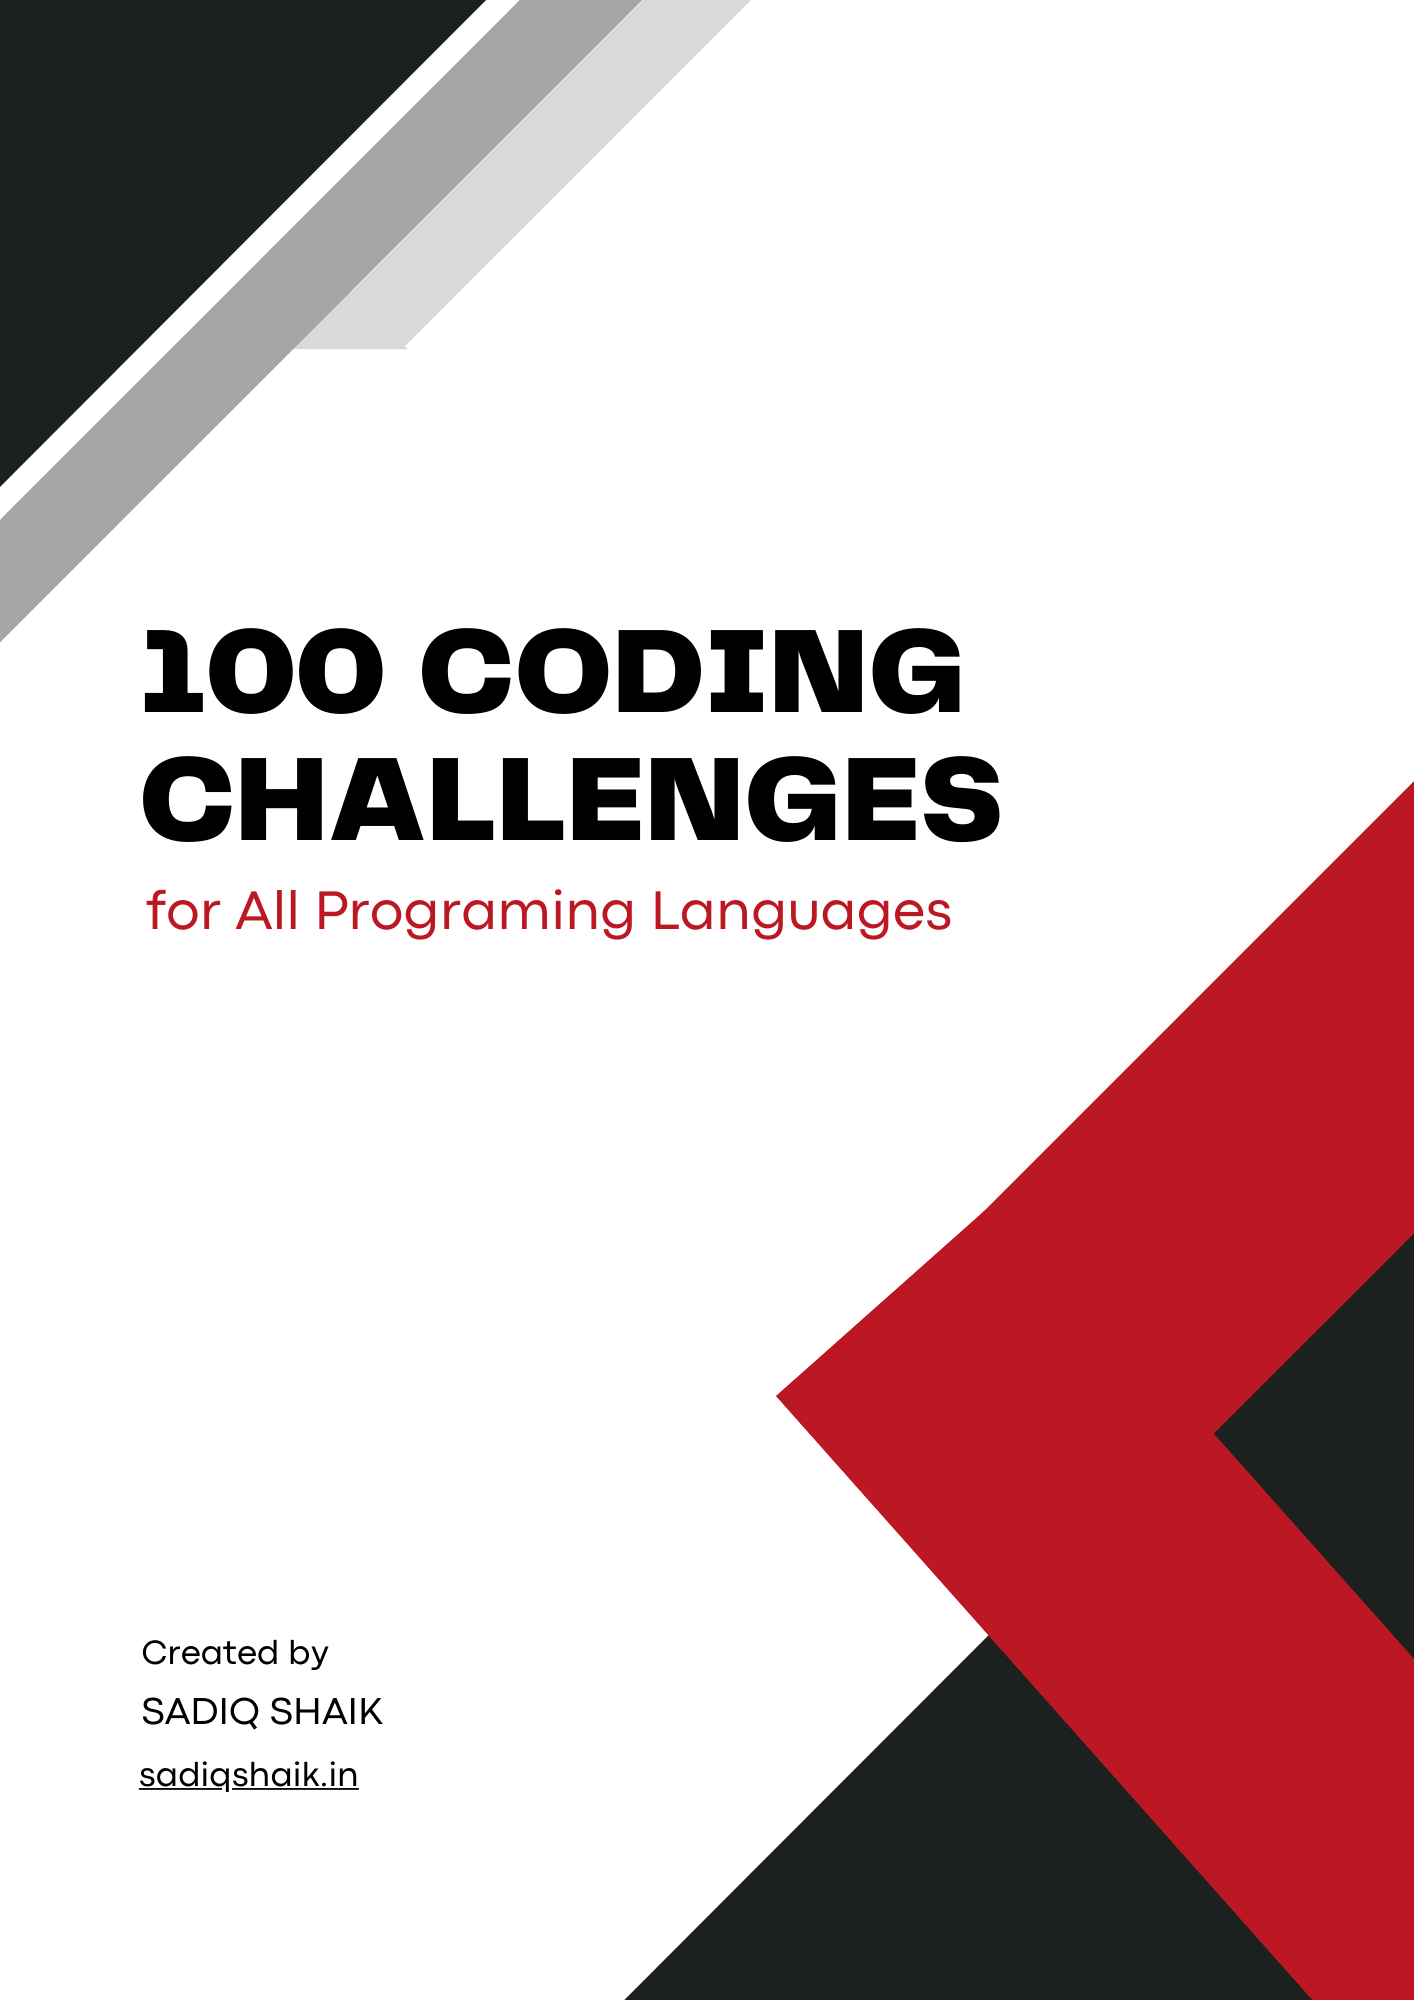 100 CODING
CHALLENGES
for All Programing Languages
Created by
SADIQ SHAIK
sadiqshaik.in